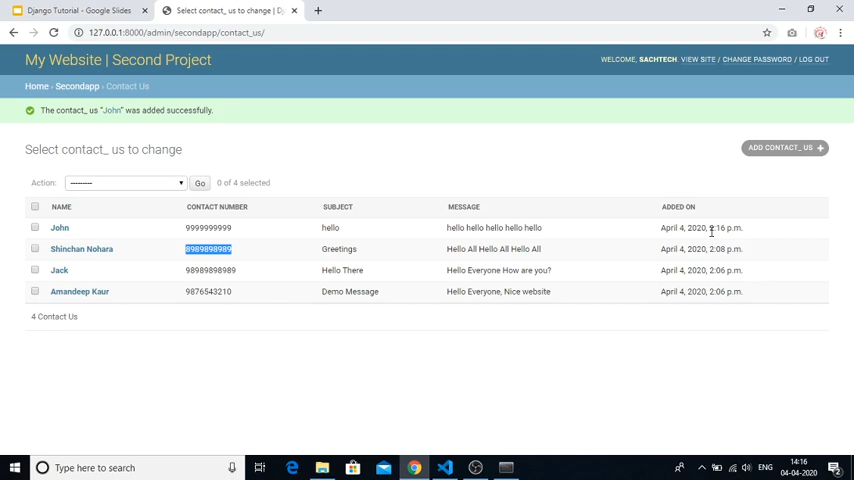 Django Tutorial - Google Slides
Select contact_ us to change | Dj
127.0.0.1:8000/admin/secondapp/contact_us/
My Website | Second Project
WELCOME, SACHTECH. VIEW SITE / CHANGE PASSWORD / LOG OUT
Home › Secondapp › Contact Us
The contact_ us "John" was added successfully.
Select contact_ us to change
ADD CONTACT_ US +
Action: --------- Go 0 of 4 selected
NAME CONTACT NUMBER SUBJECT MESSAGE ADDED ON
John 9999999999 hello hello hello hello hello hello April 4, 2020, 2:16 p.m.
Shinchan Nohara 8989898989 Greetings Hello All Hello All Hello All April 4, 2020, 2:08 p.m.
Jack 98989898989 Hello There Hello Everyone How are you? April 4, 2020, 2:06 p.m.
Amandeep Kaur 9876543210 Demo Message Hello Everyone, Nice website April 4, 2020, 2:06 p.m.
4 Contact Us
Type here to search
ENG
14:16
04-04-2020
2